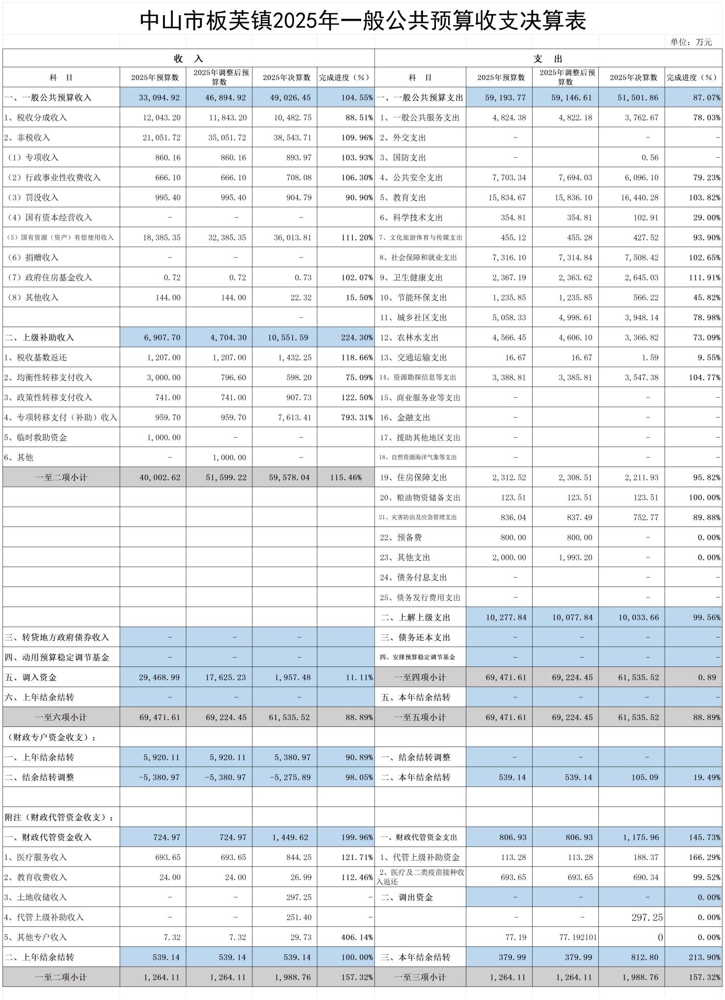 中山市板芙镇2025年一般公共预算收支决算表
单位：万元
收 入 支 出
科 目 2025年预算数 2025年调整后预算数 2025年决算数 完成进度（%） 科 目 2025年预算数 2025年调整后预算数 2025年决算数 完成进度（%）
一、一般公共预算收入 33,094.92 46,894.92 49,026.45 104.55% 一、一般公共预算支出 59,193.77 59,146.61 51,501.86 87.07%
1、税收分成收入 12,043.20 11,843.20 10,482.75 88.51% 1、一般公共服务支出 4,824.38 4,822.18 3,762.67 78.03%
2、非税收入 21,051.72 35,051.72 38,543.71 109.96% 2、外交支出 – – –
（1）专项收入 860.16 860.16 893.97 103.93% 3、国防支出 – 0.56 –
（2）行政事业性收费收入 666.10 666.10 708.08 106.30% 4、公共安全支出 7,703.34 7,694.03 6,096.10 79.23%
（3）罚没收入 995.40 995.40 904.79 90.90% 5、教育支出 15,834.67 15,836.10 16,440.28 103.82%
（4）国有资本经营收入 – – – 6、科学技术支出 354.81 354.81 102.91 29.00%
（5）国有资源（资产）有偿使用收入 18,385.35 32,385.35 36,013.81 111.20% 7、文化旅游体育与传媒支出 455.12 455.28 427.52 93.90%
（6）捐赠收入 – – – 8、社会保障和就业支出 7,316.10 7,314.84 7,508.42 102.65%
（7）政府住房基金收入 0.72 0.72 0.73 102.07% 9、卫生健康支出 2,367.19 2,363.62 2,645.03 111.91%
（8）其他收入 144.00 144.00 22.32 15.50% 10、节能环保支出 1,235.85 1,235.85 566.22 45.82%
– 11、城乡社区支出 5,058.33 4,998.61 3,948.14 78.98%
二、上级补助收入 6,907.70 4,704.30 10,551.59 224.30% 12、农林水支出 4,566.45 4,606.10 3,366.82 73.09%
1、税收基数返还 1,207.00 1,207.00 1,432.25 118.66% 13、交通运输支出 16.67 16.67 1.59 9.55%
2、均衡性转移支付收入 3,000.00 796.60 598.20 75.09% 14、资源勘探信息等支出 3,388.81 3,385.81 3,547.38 104.77%
3、政策性转移支付收入 741.00 741.00 907.73 122.50% 15、商业服务业等支出 – – –
4、专项转移支付（补助）收入 959.70 959.70 7,613.41 793.31% 16、金融支出 – – –
5、临时救助资金 1,000.00 – – 17、援助其他地区支出 – – –
6、其他 – 1,000.00 – 18、自然资源海洋气象等支出 – – –
一至二项小计 40,002.62 51,599.22 59,578.04 115.46% 19、住房保障支出 2,312.52 2,308.51 2,211.93 95.82%
20、粮油物资储备支出 123.51 123.51 123.51 100.00%
21、灾害防治及应急管理支出 836.04 837.49 752.77 89.88%
22、预备费 800.00 800.00 – 0.00%
23、其他支出 2,000.00 1,993.20 – 0.00%
24、债务付息支出 – – –
25、债务发行费用支出 – – –
二、上解上级支出 10,277.84 10,077.84 10,033.66 99.56%
三、转贷地方政府债券收入 – – – 三、债务还本支出 – – – –
四、动用预算稳定调节基金 – – – 四、安排预算稳定调节基金 – – – –
五、调入资金 29,468.99 17,625.23 1,957.48 11.11% 一至四项小计 69,471.61 69,224.45 61,535.52 0.89
六、上年结余结转 – – – 五、本年结余结转 – – – –
一至六项小计 69,471.61 69,224.45 61,535.52 88.89% 一至五项小计 69,471.61 69,224.45 61,535.52 88.89%
（财政专户资金收支）：
一、上年结余结转 5,920.11 5,920.11 5,380.97 90.89% 一、结余结转调整 – – –
二、结余结转调整 -5,380.97 -5,380.97 -5,275.89 98.05% 二、本年结余结转 539.14 539.14 105.09 19.49%
附注（财政代管资金收支）：
一、财政代管资金收入 724.97 724.97 1,449.62 199.96% 一、财政代管资金支出 806.93 806.93 1,175.96 145.73%
1、医疗服务收入 693.65 693.65 844.25 121.71% 1、代管上级补助资金 113.28 113.28 188.37 166.29%
2、教育收费收入 24.00 24.00 26.99 112.46% 2、医疗及二类疫苗接种收入返还 693.65 693.65 690.34 99.52%
3、土地收储收入 – – 297.25 – 二、调出资金 – – – 0.00%
4、代管上级补助收入 – – 251.40 – – – 297.25 0.00%
5、其他专户收入 7.32 7.32 29.73 406.14% 77.19 77.192101 0 0.00%
二、上年结余结转 539.14 539.14 539.14 100.00% 三、本年结余结转 379.99 379.99 812.80 213.90%
一至二项小计 1,264.11 1,264.11 1,988.76 157.32% 一至三项小计 1,264.11 1,264.11 1,988.76 157.32%